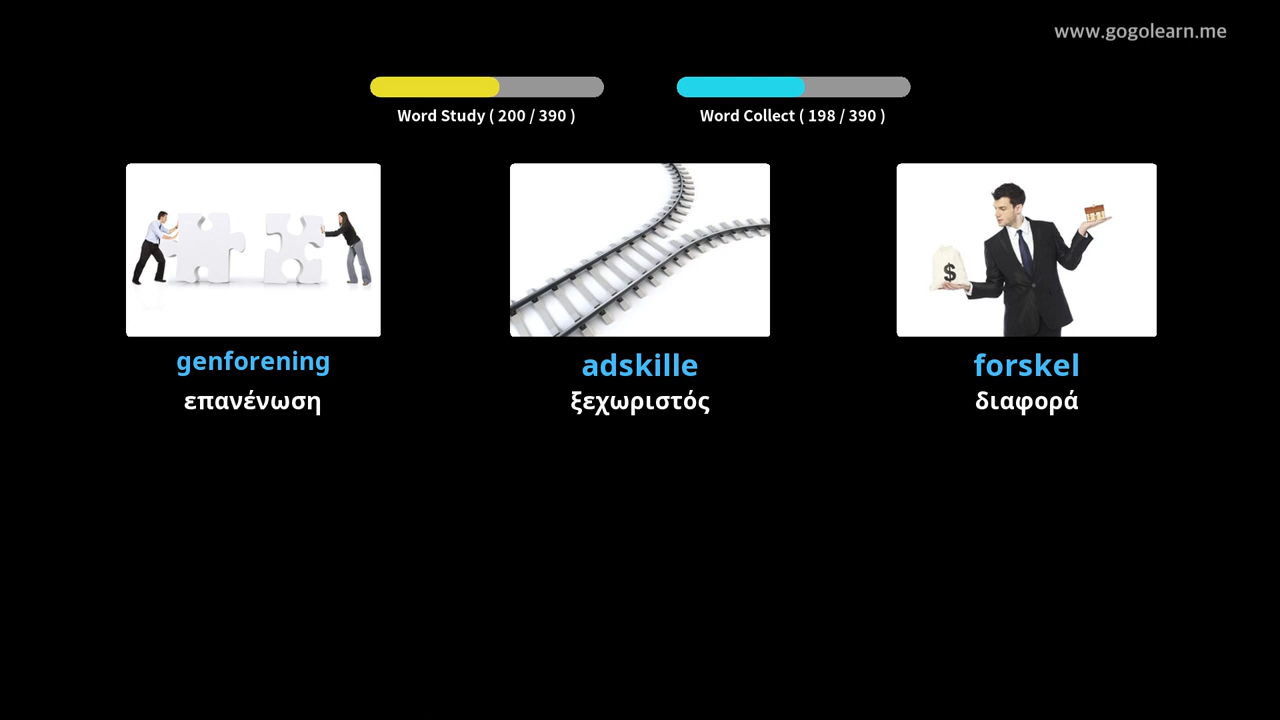 www.gogolearn.me
Word Study ( 200 / 390 )
Word Collect ( 198 / 390 )
$
genforening
adskille
forskel
επανένωση
ξεχωριστός
διαφορά